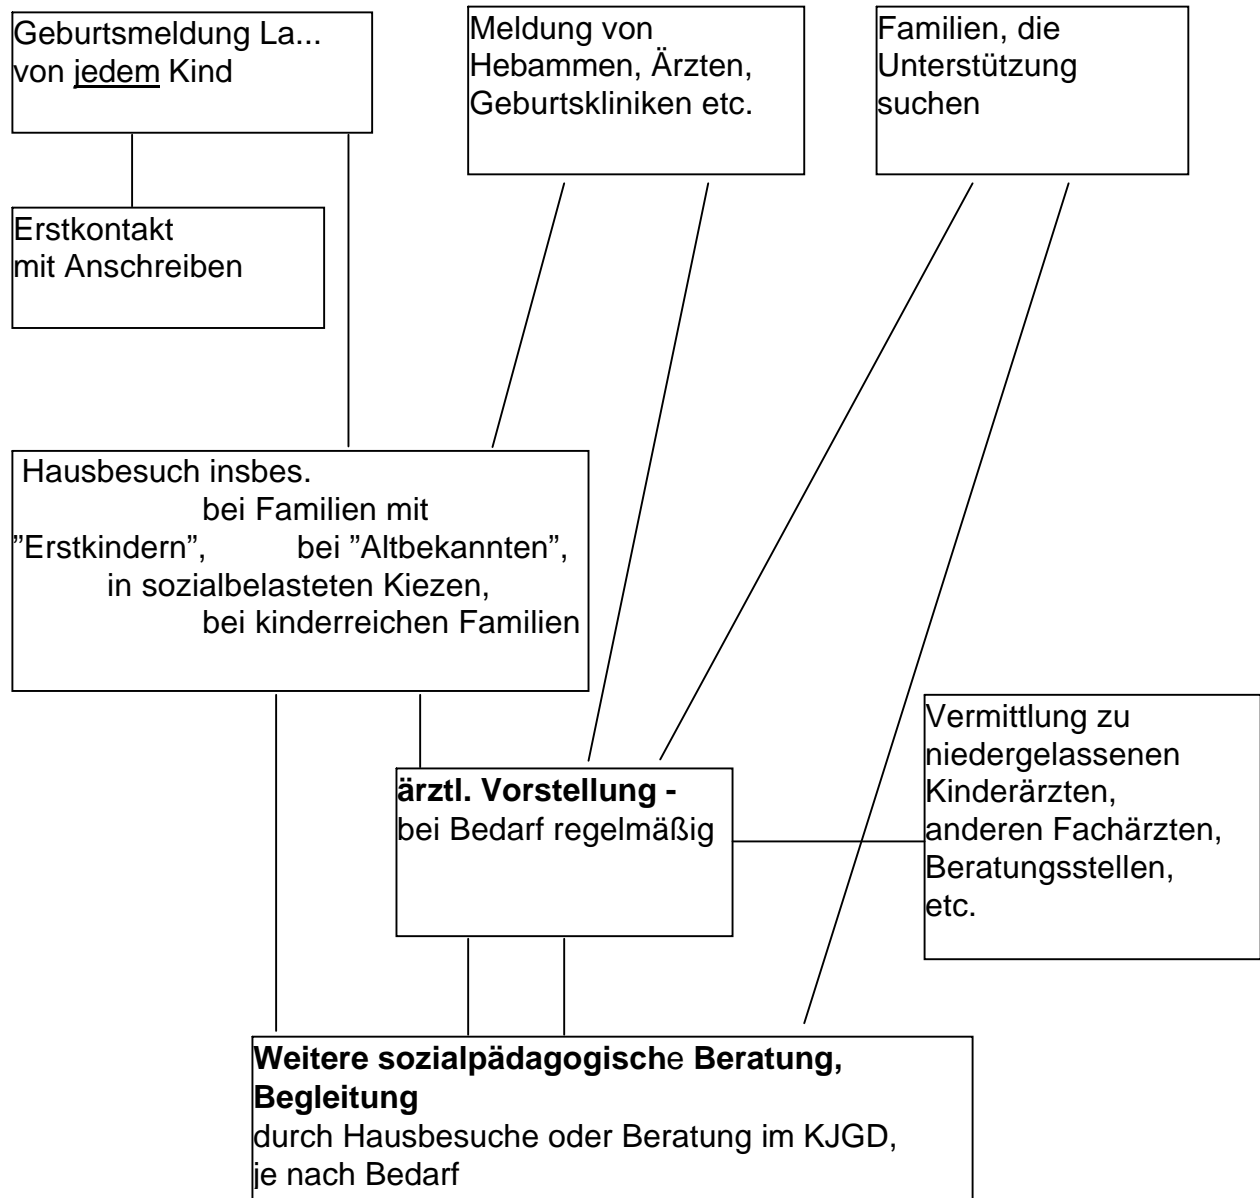 Geburtsmeldung La...
von jedem Kind
Meldung von
Hebammen, Ärzten,
Geburtskliniken etc.
Familien, die
Unterstützung
suchen
Erstkontakt
mit Anschreiben
Hausbesuch insbes.
bei Familien mit
”Erstkindern”, bei ”Altbekannten”,
in sozialbelasteten Kiezen,
bei kinderreichen Familien
ärztl. Vorstellung -
bei Bedarf regelmäßig
Vermittlung zu
niedergelassenen
Kinderärzten,
anderen Fachärzten,
Beratungsstellen,
etc.
Weitere sozialpädagogische Beratung,
Begleitung
durch Hausbesuche oder Beratung im KJGD,
je nach Bedarf